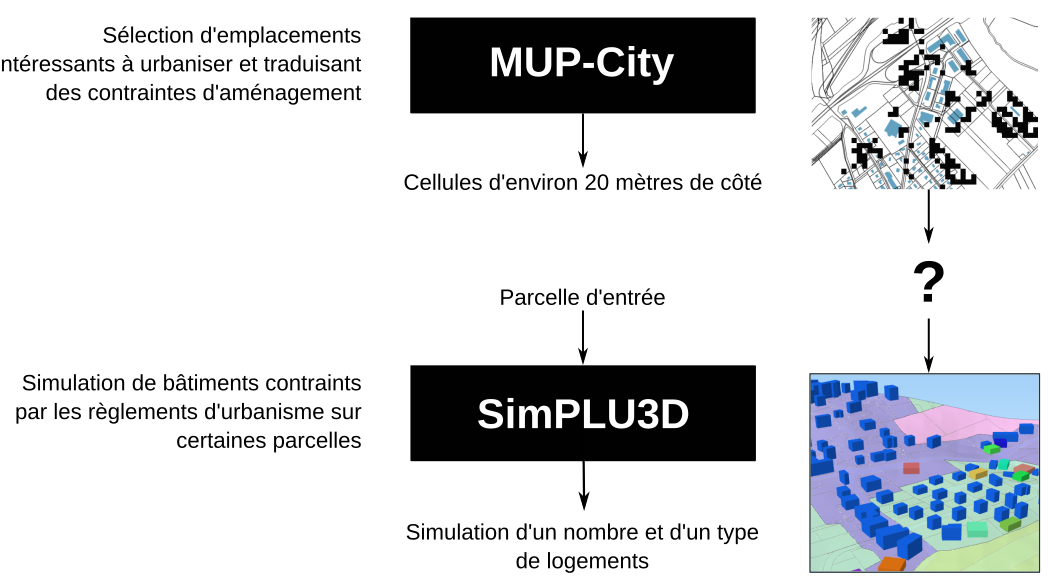 Sélection d'emplacements
ntéressants à urbaniser et traduisant
des contraintes d'aménagement
MUP-City
Cellules d'environ 20 mètres de côté
?
Parcelle d'entrée
Simulation de bâtiments contraints
par les règlements d'urbanisme sur
certaines parcelles
SimPLU3D
Simulation d'un nombre et d'un type
de logements